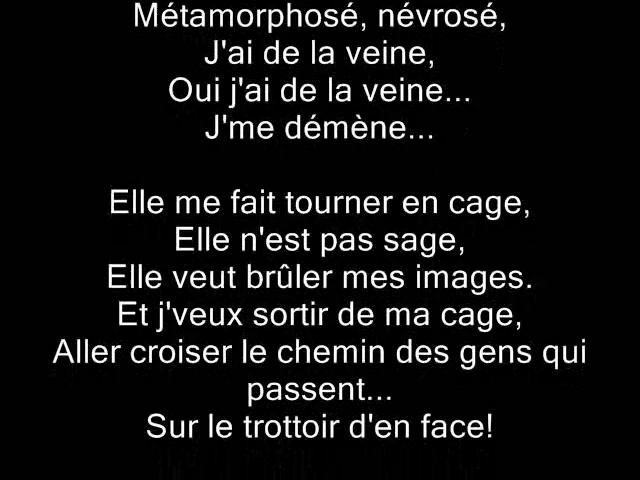 Métamorphosé, névrosé,
J'ai de la veine,
Oui j'ai de la veine...
J'me démène...
Elle me fait tourner en cage,
Elle n'est pas sage,
Elle veut brûler mes images.
Et j'veux sortir de ma cage,
Aller croiser le chemin des gens qui
passent...
Sur le trottoir d'en face!